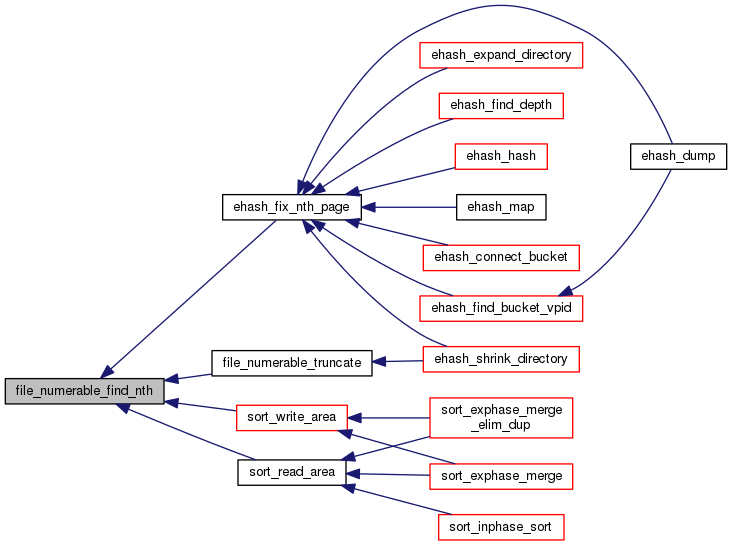 ehash_expand_directory
ehash_find_depth
ehash_hash
ehash_dump
ehash_fix_nth_page
ehash_map
ehash_connect_bucket
ehash_find_bucket_vpid
file_numerable_truncate
ehash_shrink_directory
file_numerable_find_nth
sort_write_area
sort_exphase_merge
_elim_dup
sort_read_area
sort_exphase_merge
sort_inphase_sort